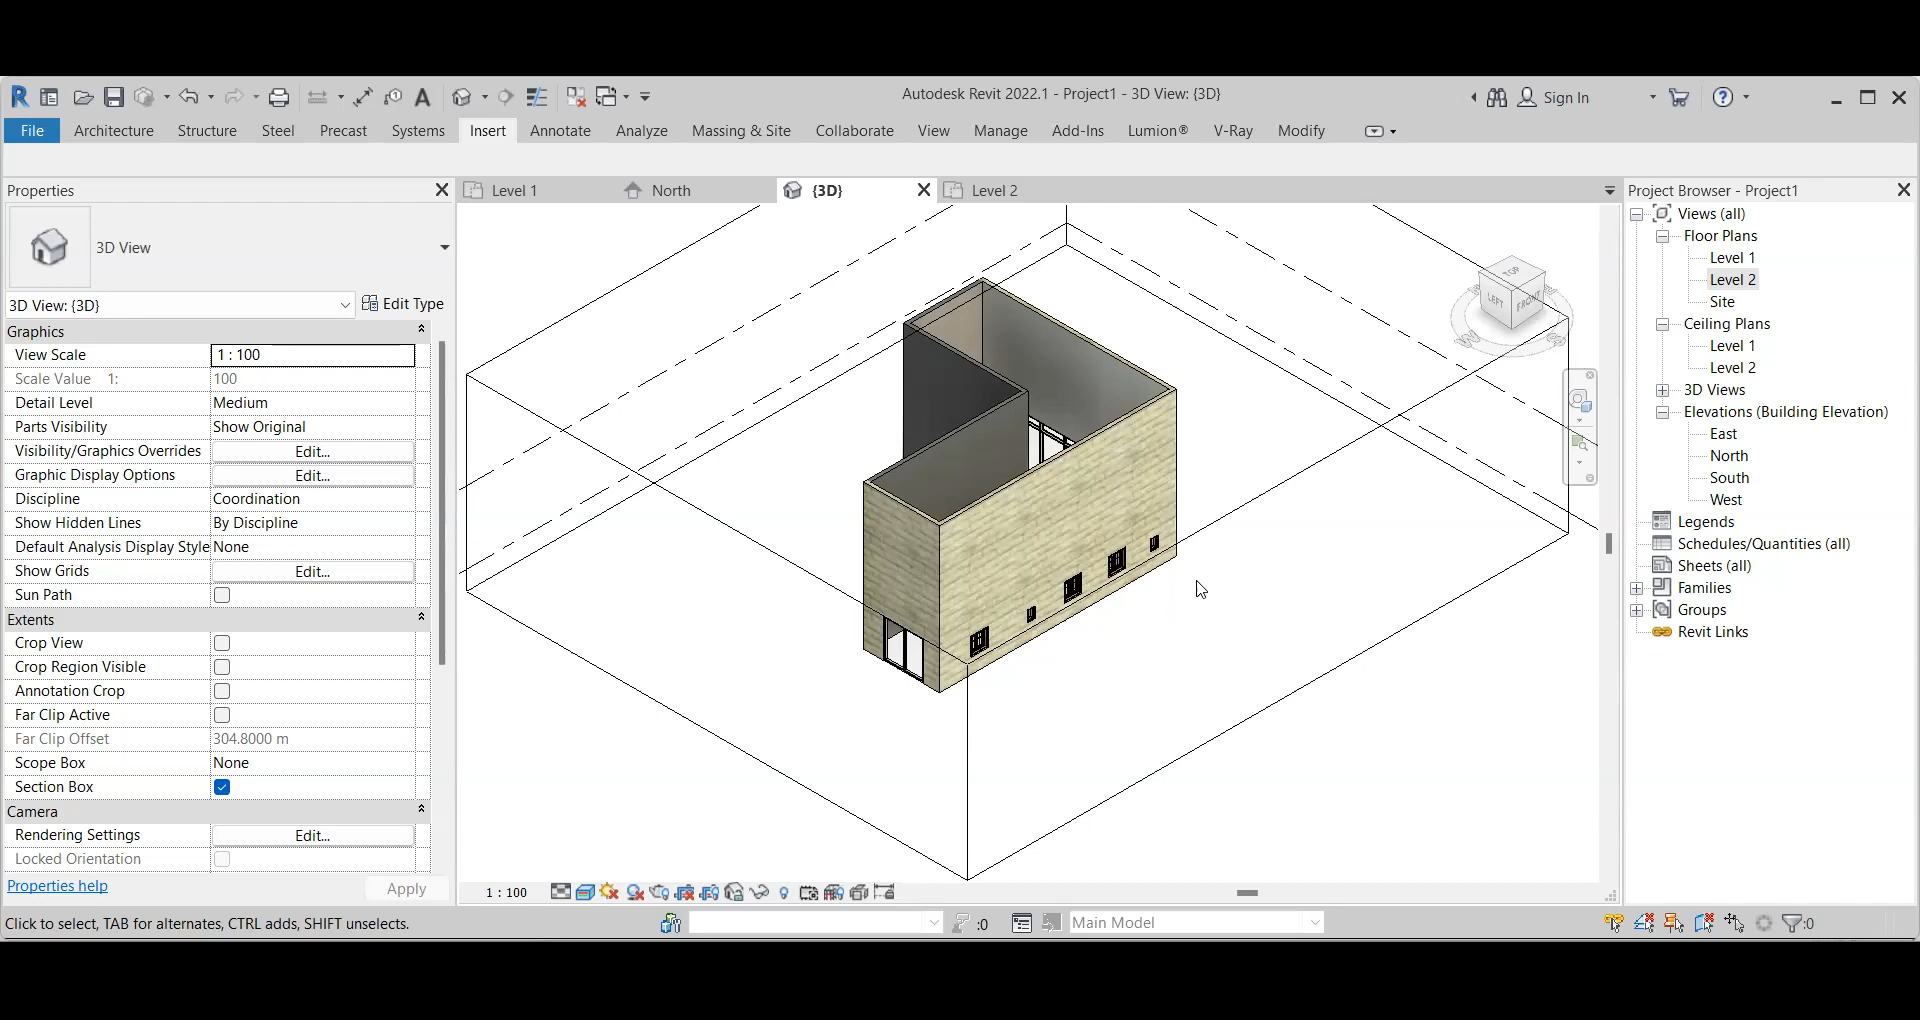 Autodesk Revit 2022.1 - Project1 - 3D View: {3D}
Sign In
File Architecture Structure Steel Precast Systems Insert Annotate Analyze Massing & Site Collaborate View Manage Add-Ins Lumion® V-Ray Modify
Properties
3D View
3D View: {3D}
Edit Type
Graphics
View Scale 1 : 100
Scale Value 1: 100
Detail Level Medium
Parts Visibility Show Original
Visibility/Graphics Overrides Edit...
Graphic Display Options Edit...
Discipline Coordination
Show Hidden Lines By Discipline
Default Analysis Display Style None
Show Grids Edit...
Sun Path
Extents
Crop View
Crop Region Visible
Annotation Crop
Far Clip Active
Far Clip Offset 304.8000 m
Scope Box None
Section Box
Camera
Rendering Settings Edit...
Locked Orientation
Properties help
Apply
Level 1 North {3D} Level 2
TOP
LEFT FRONT
W S
1 : 100
Project Browser - Project1
Views (all)
Floor Plans
Level 1
Level 2
Site
Ceiling Plans
Level 1
Level 2
3D Views
Elevations (Building Elevation)
East
North
South
West
Legends
Schedules/Quantities (all)
Sheets (all)
Families
Groups
Revit Links
Click to select, TAB for alternates, CTRL adds, SHIFT unselects.
:0
Main Model
:0